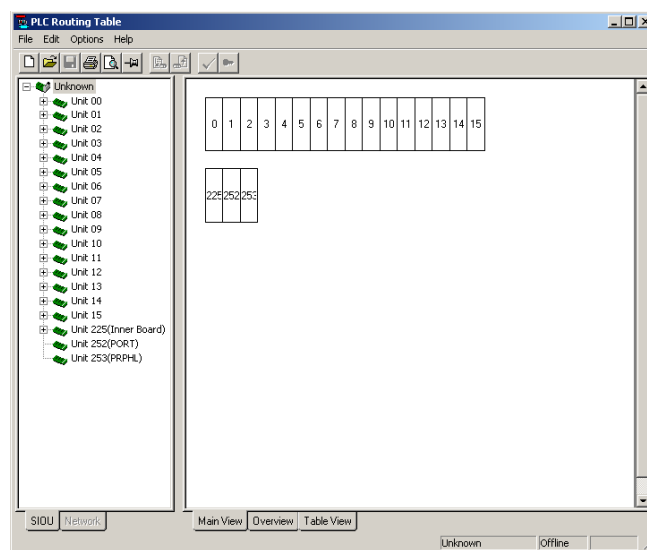 PLC Routing Table
File Edit Options Help
Unknown
Unit 00
Unit 01
Unit 02
Unit 03
Unit 04
Unit 05
Unit 06
Unit 07
Unit 08
Unit 09
Unit 10
Unit 11
Unit 12
Unit 13
Unit 14
Unit 15
Unit 225(Inner Board)
Unit 252(PORT)
Unit 253(PRPHL)
0 1 2 3 4 5 6 7 8 9 10 11 12 13 14 15
225 252 253
SIOU Network
Main View Overview Table View
Unknown Offline